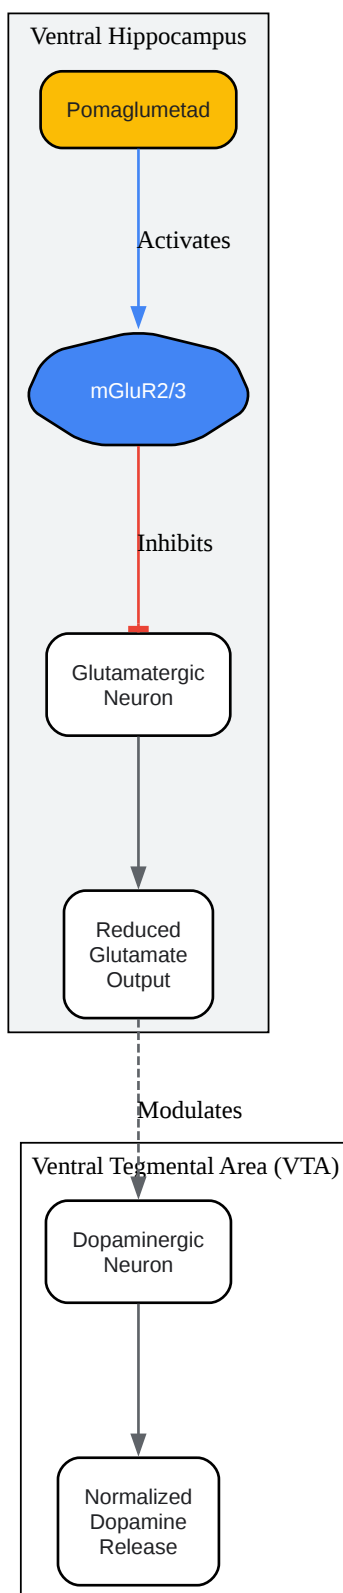 Ventral Hippocampus
Pomaglumetad
Activates
mGluR2/3
Inhibits
Glutamatergic
Neuron
Reduced
Glutamate
Output
Modulates
Ventral Tegmental Area (VTA)
Dopaminergic
Neuron
Normalized
Dopamine
Release